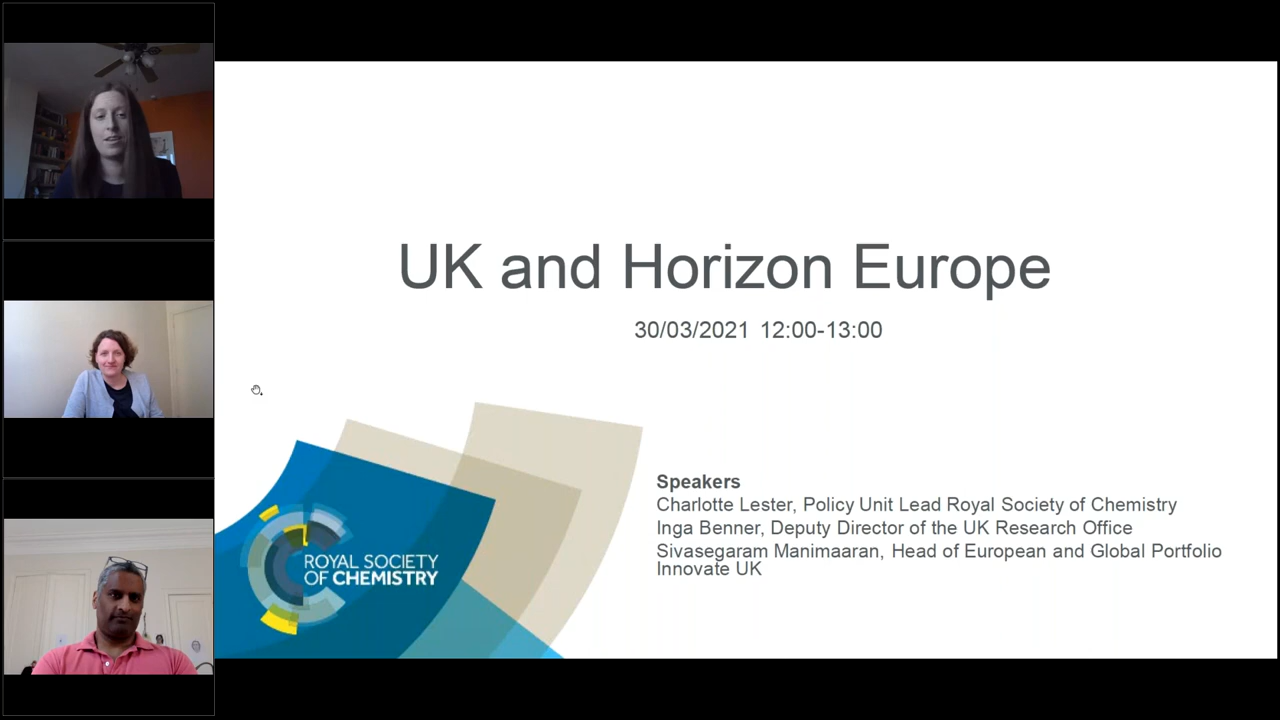 UK and Horizon Europe
30/03/2021 12:00-13:00
Speakers
Charlotte Lester, Policy Unit Lead Royal Society of Chemistry
Inga Benner, Deputy Director of the UK Research Office
Sivasegaram Manimaaran, Head of European and Global Portfolio
Innovate UK
ROYAL SOCIETY
OF CHEMISTRY